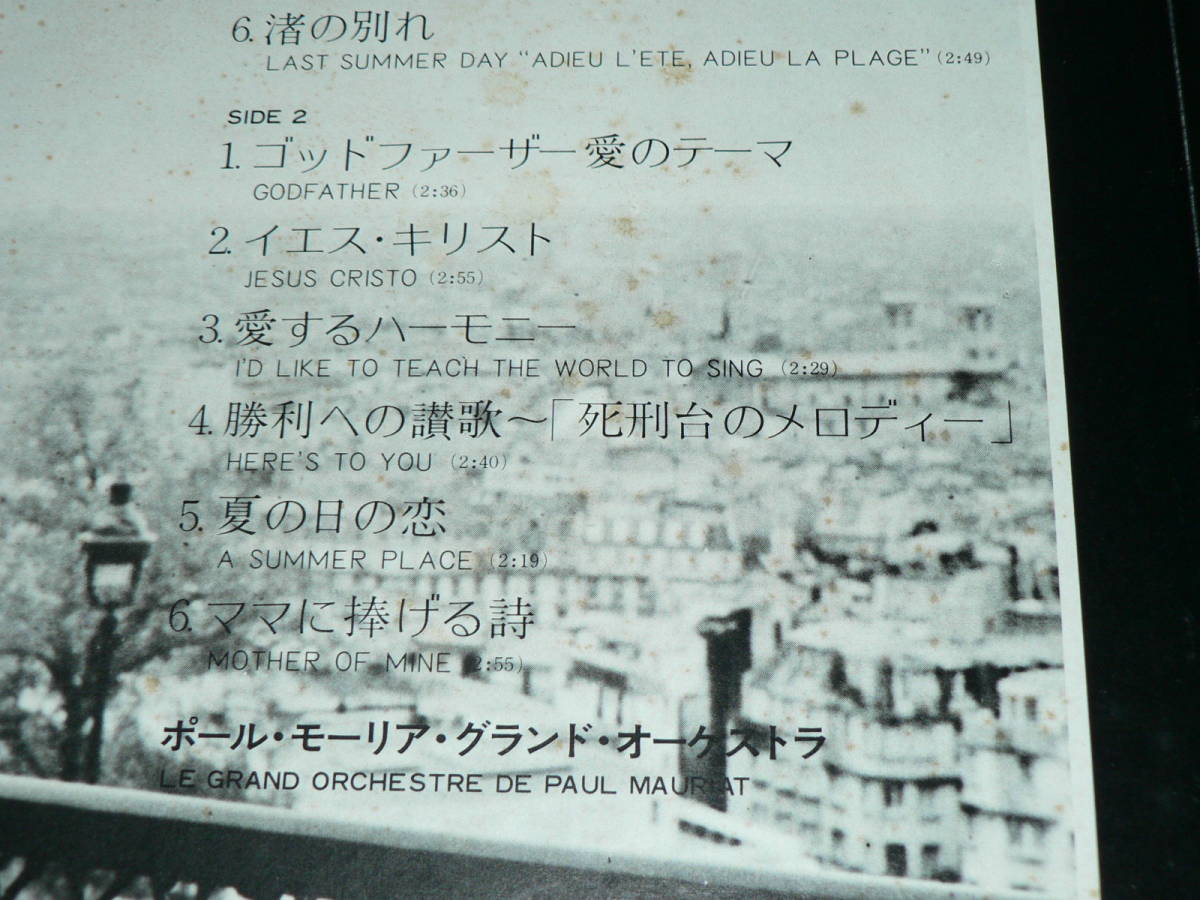 6. 渚の別れ
LAST SUMMER DAY “ADIEU L'ETE, ADIEU LA PLAGE” (2:49)
SIDE 2
1. ゴッドファーザー愛のテーマ
GODFATHER (2:36)
2. イエス・キリスト
JESUS CRISTO (2:55)
3. 愛するハーモニー
I'D LIKE TO TEACH THE WORLD TO SING (2:29)
4. 勝利への讃歌〜「死刑台のメロディー」
HERE'S TO YOU (2:40)
5. 夏の日の恋
A SUMMER PLACE (2:19)
6. ママに捧げる詩
MOTHER OF MINE (2:55)
ポール・モーリア・グランド・オーケストラ
LE GRAND ORCHESTRE DE PAUL MAURIAT